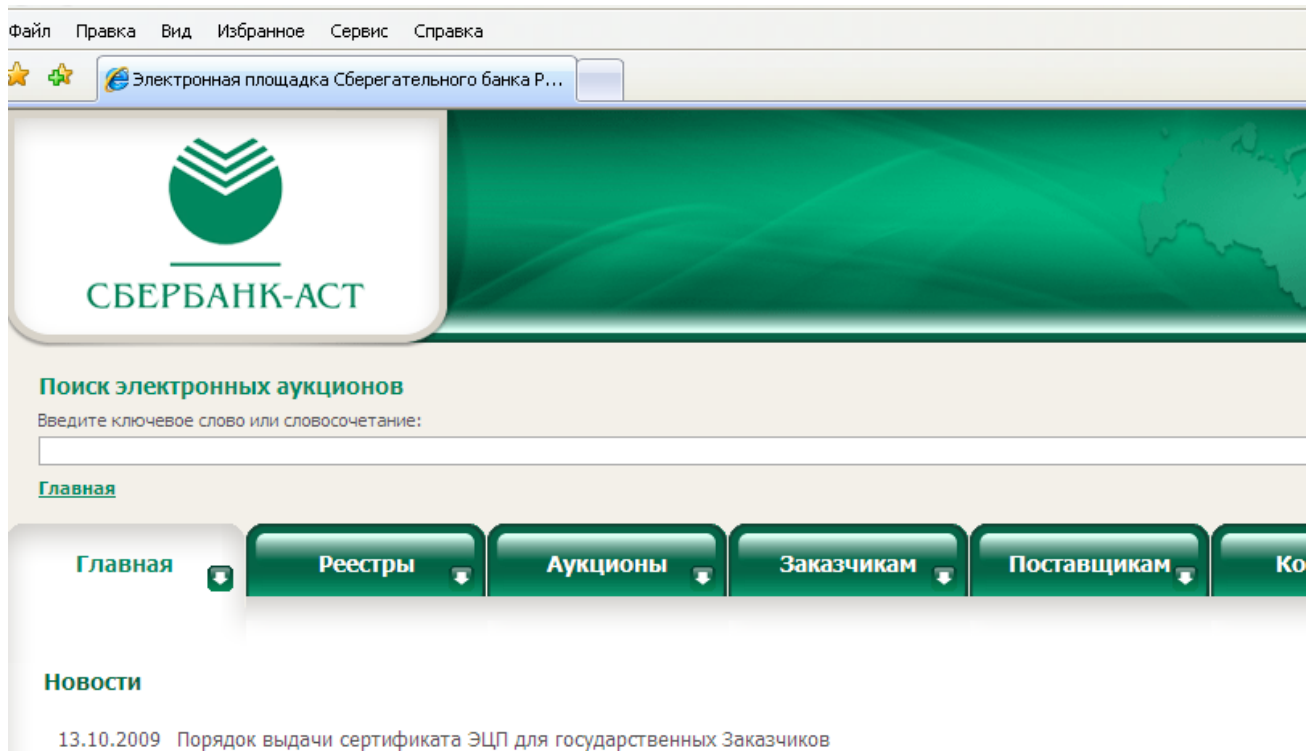 Файл Правка Вид Избранное Сервис Справка
Электронная площадка Сберегательного банка Р...
СБЕРБАНК-АСТ
Поиск электронных аукционов
Введите ключевое слово или словосочетание:
Главная
Главная Реестры Аукционы Заказчикам Поставщикам Ко
Новости
13.10.2009 Порядок выдачи сертификата ЭЦП для государственных Заказчиков